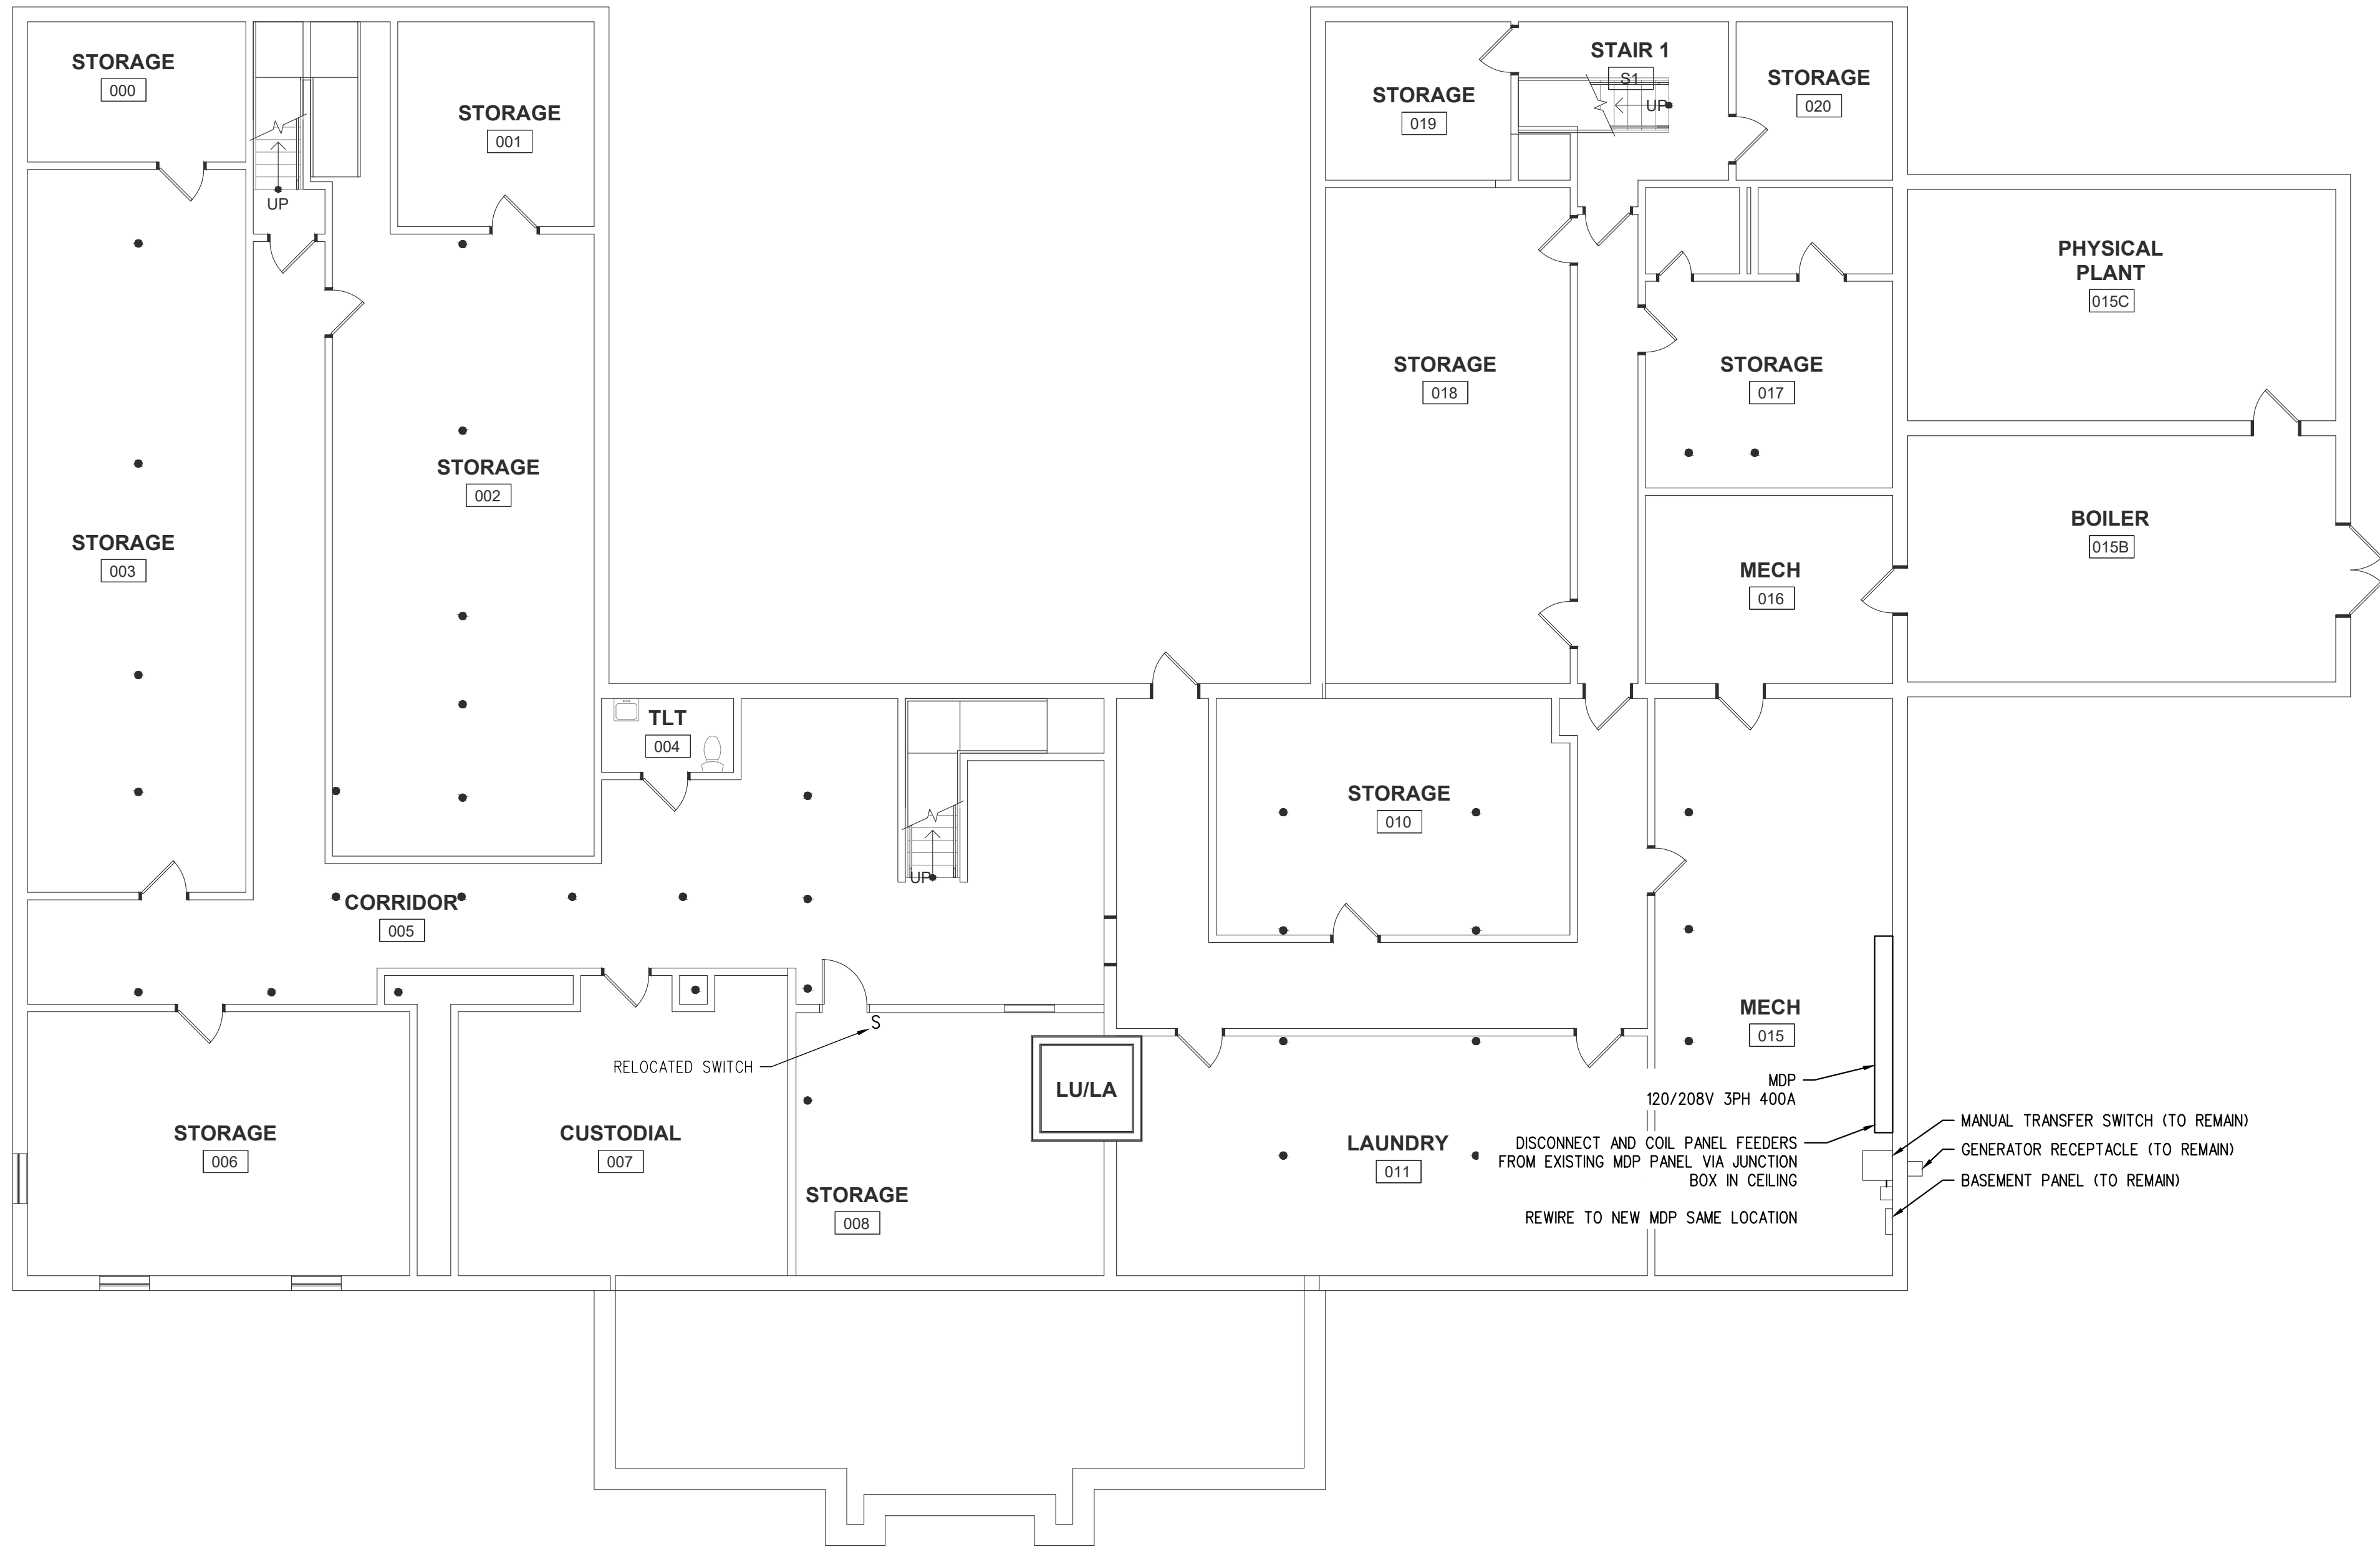 STORAGE
000
STORAGE
001
UP
STORAGE
002
STORAGE
003
STORAGE
019
STAIR 1
S1
UP
STORAGE
020
PHYSICAL
PLANT
015C
STORAGE
018
STORAGE
017
BOILER
015B
MECH
016
TLT
004
UP
STORAGE
010
CORRIDOR
005
S
RELOCATED SWITCH
LU/LA
MECH
015
MDP
120/208V 3PH 400A
DISCONNECT AND COIL PANEL FEEDERS
FROM EXISTING MDP PANEL VIA JUNCTION
BOX IN CEILING
REWIRE TO NEW MDP SAME LOCATION
MANUAL TRANSFER SWITCH (TO REMAIN)
GENERATOR RECEPTACLE (TO REMAIN)
BASEMENT PANEL (TO REMAIN)
STORAGE
006
CUSTODIAL
007
STORAGE
008
LAUNDRY
011